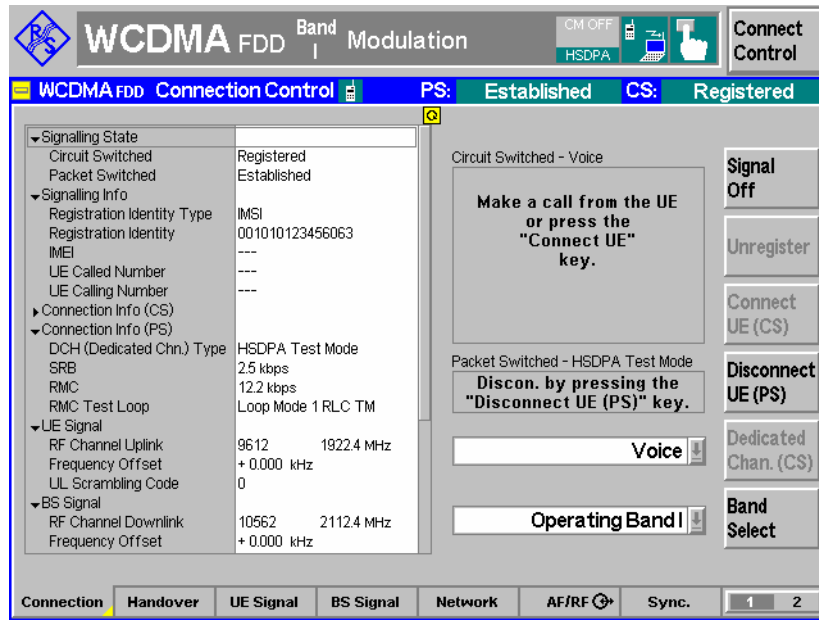 R S
WCDMA FDD Band I Modulation
CM OFF
HSDPA
Connect Control
WCDMA FDD Connection Control PS: Established CS: Registered
Signalling State
Circuit Switched Registered
Packet Switched Established
Signalling Info
Registration Identity Type IMSI
Registration Identity 001010123456063
IMEI ---
UE Called Number ---
UE Calling Number ---
Connection Info (CS)
Connection Info (PS)
DCH (Dedicated Chn.) Type HSDPA Test Mode
SRB 2.5 kbps
RMC 12.2 kbps
RMC Test Loop Loop Mode 1 RLC TM
UE Signal
RF Channel Uplink 9612 1922.4 MHz
Frequency Offset + 0.000 kHz
UL Scrambling Code 0
BS Signal
RF Channel Downlink 10562 2112.4 MHz
Frequency Offset + 0.000 kHz
Circuit Switched - Voice
Make a call from the UE
or press the
"Connect UE"
key.
Packet Switched - HSDPA Test Mode
Discon. by pressing the
"Disconnect UE (PS)" key.
Voice
Operating Band I
Signal
Off
Unregister
Connect
UE (CS)
Disconnect
UE (PS)
Dedicated
Chan. (CS)
Band
Select
Connection Handover UE Signal BS Signal Network AF/RF Sync. 1 2